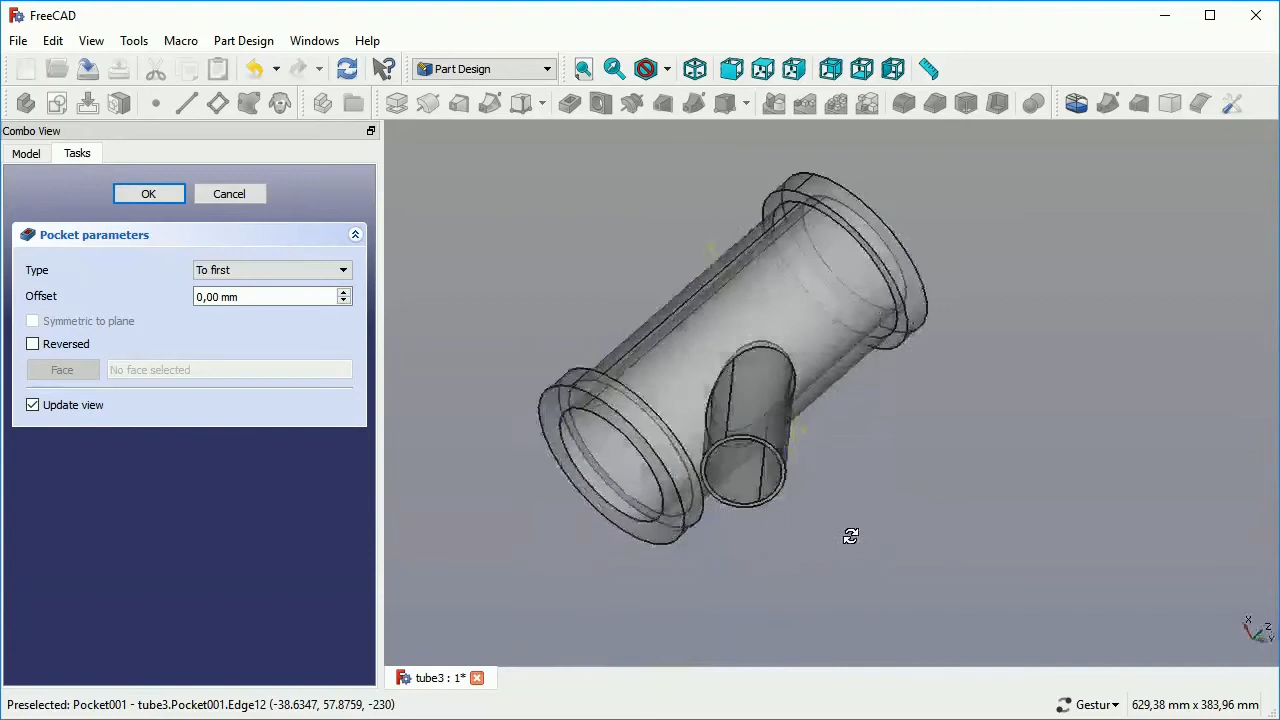 FreeCAD
File Edit View Tools Macro Part Design Windows Help
Part Design
Combo View
Model Tasks
OK Cancel
Pocket parameters
Type To first
Offset 0,00 mm
Symmetric to plane
Reversed
Face No face selected
Update view
X Z Y
tube3 : 1*
Preselected: Pocket001 - tube3.Pocket001.Edge12 (-38.6347, 57.8759, -230) Gestur 629,38 mm x 383,96 mm